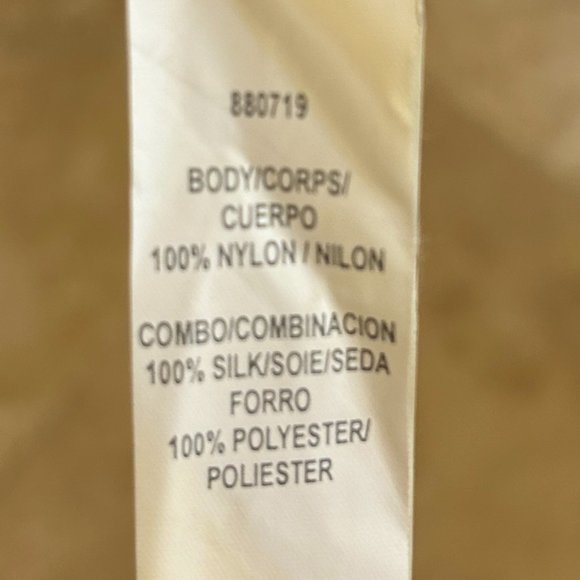 880719
BODY/CORPS/
CUERPO
100% NYLON / NILON
COMBO/COMBINACION
100% SILK/SOIE/SEDA
FORRO
100% POLYESTER/
POLIESTER